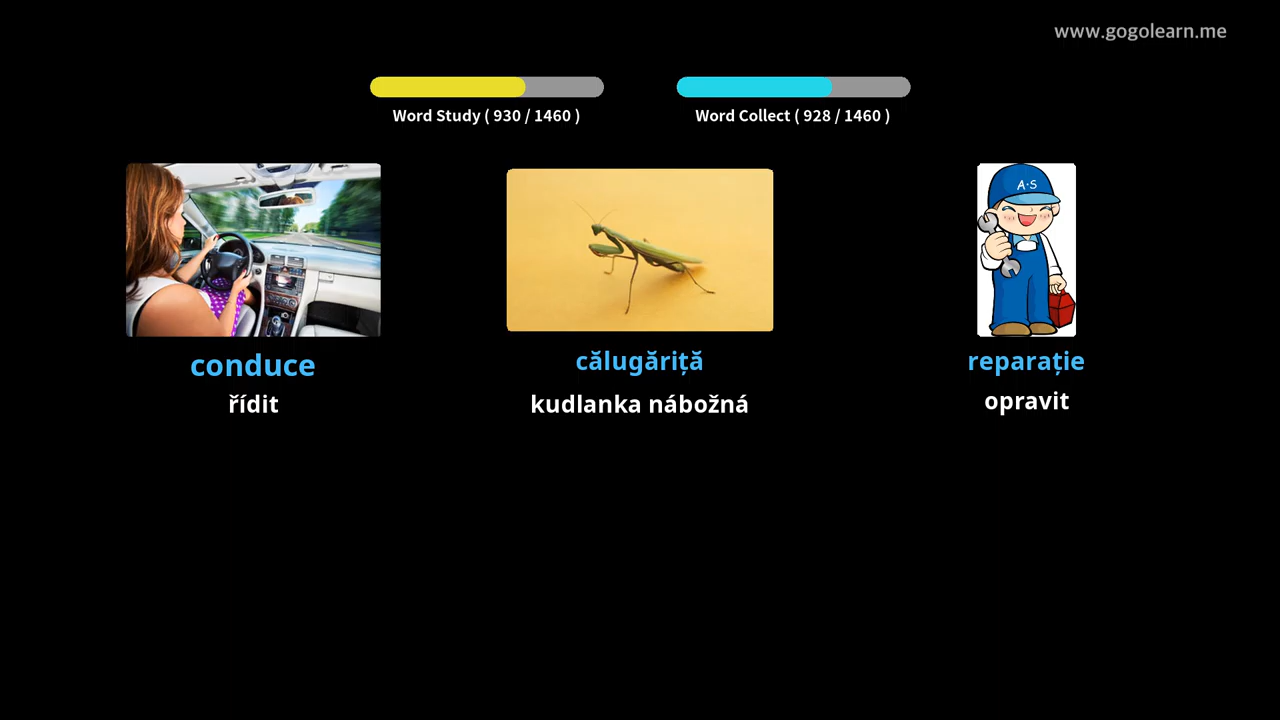 www.gogolearn.me
Word Study ( 930 / 1460 )
Word Collect ( 928 / 1460 )
A·S
conduce
călugăriță
reparație
řídit
kudlanka nábožná
opravit